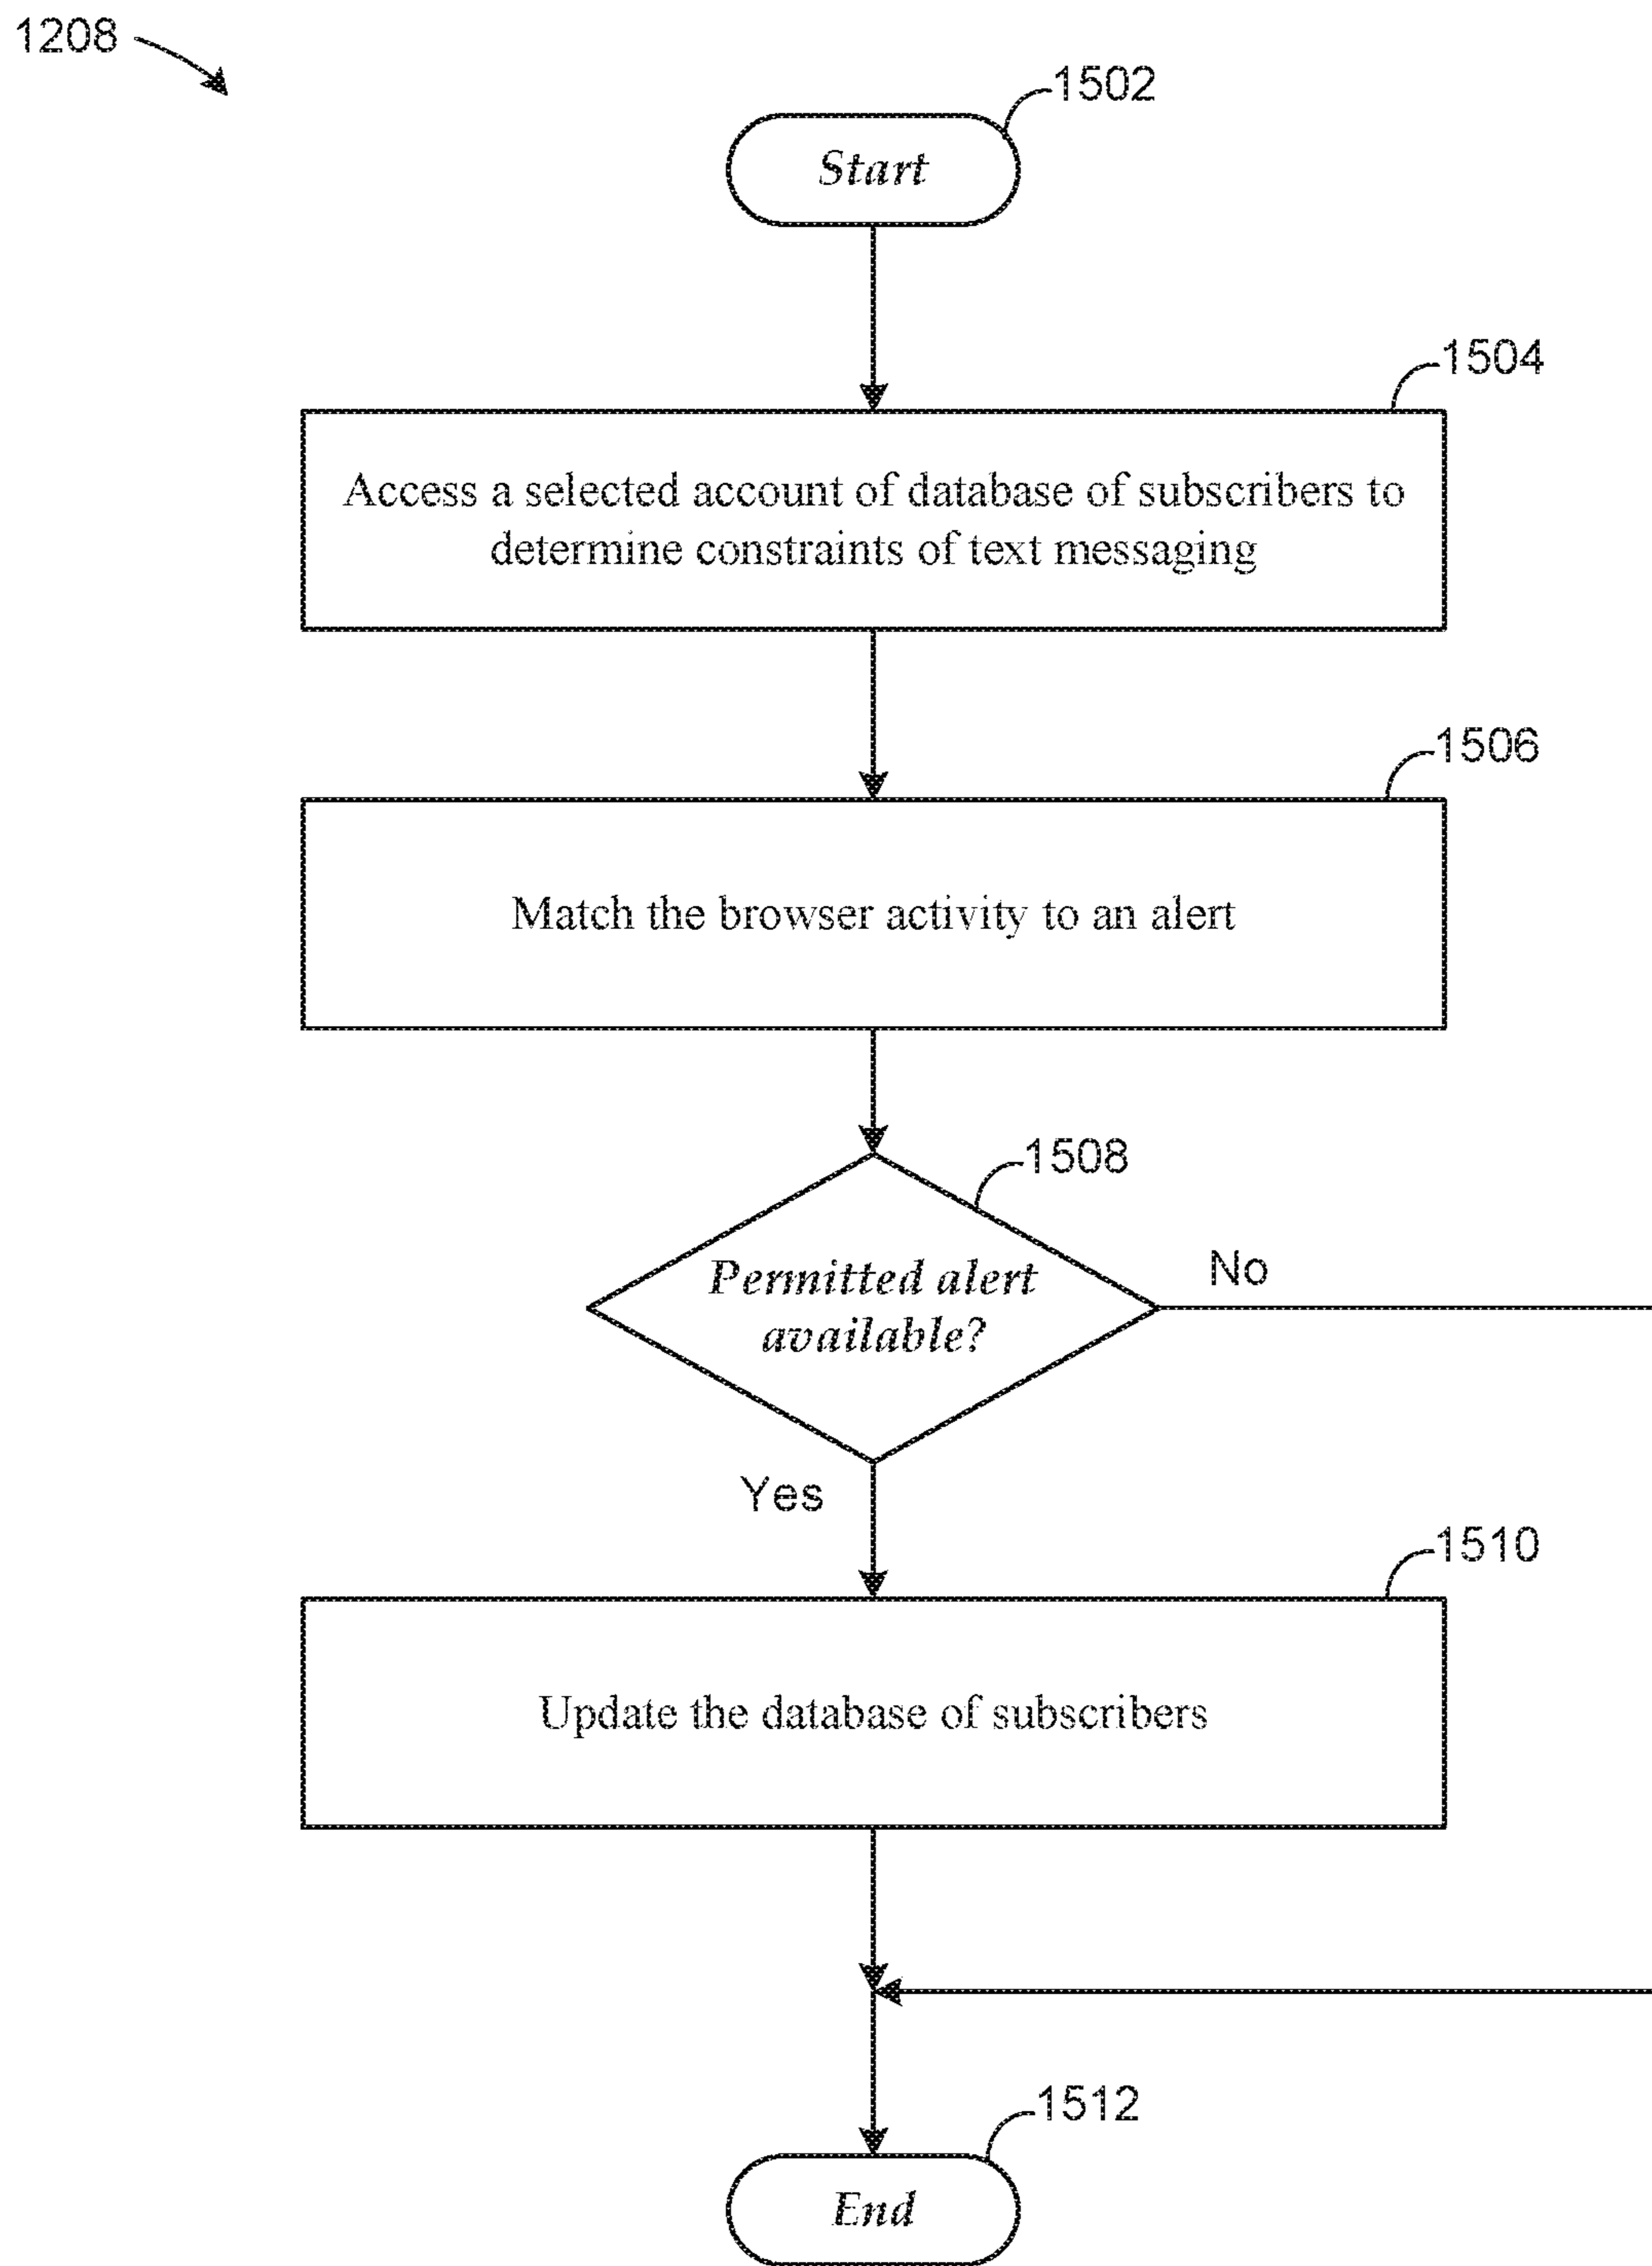 1208
1502
Start
1504
Access a selected account of database of subscribers to
determine constraints of text messaging
1506
Match the browser activity to an alert
1508
Permitted alert
available?
No
Yes
1510
Update the database of subscribers
1512
End